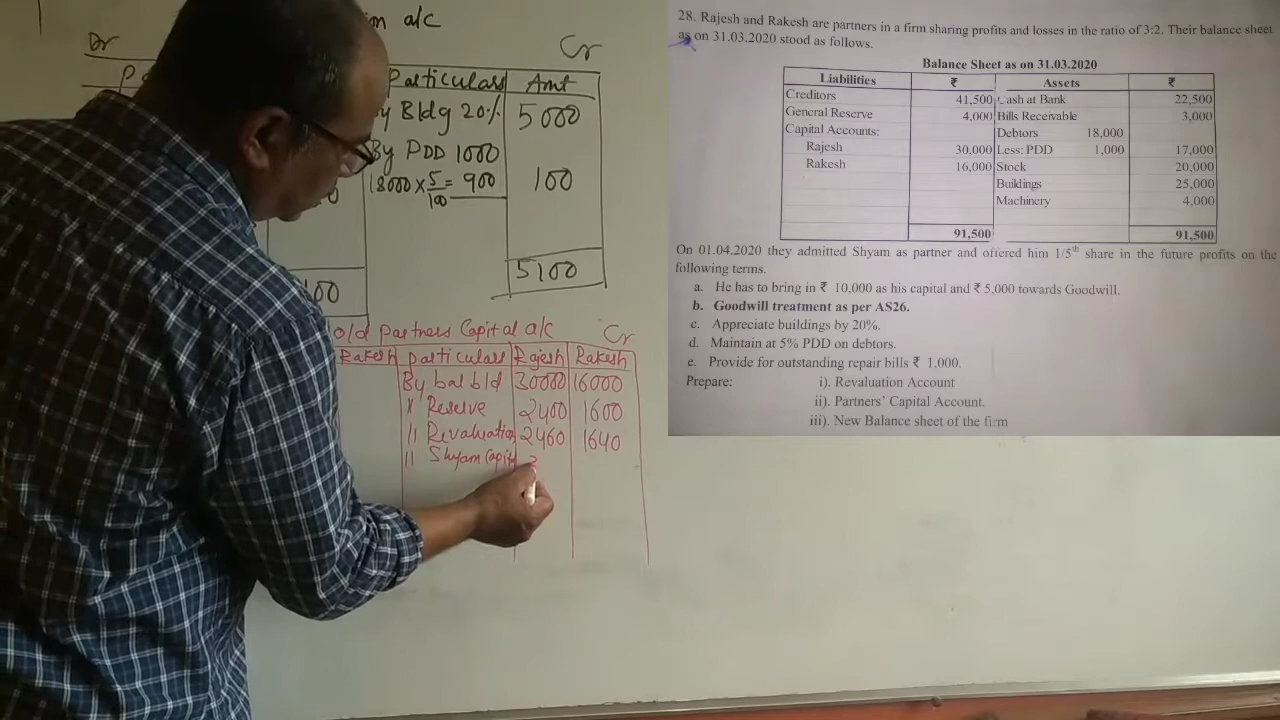 on a/c
Dr Cr
Particulars Amt
By Bldg 20% 5000
By PDD 1000
18000 × 5/100 = 900 100
5100
old Partners Capital a/c Cr
Rakesh particulars Rajesh Rakesh
By bal b/d 30000 16000
" Reserve 2400 1600
" Revaluation 2460 1640
" Shyam Capital
28. Rajesh and Rakesh are partners in a firm sharing profits and losses in the ratio of 3:2. Their balance sheet
as on 31.03.2020 stood as follows.
Balance Sheet as on 31.03.2020
Liabilities ₹ Assets ₹
Creditors 41,500 Cash at Bank 22,500
General Reserve 4,000 Bills Receivable 3,000
Capital Accounts: Debtors 18,000
Rajesh 30,000 Less: PDD 1,000 17,000
Rakesh 16,000 Stock 20,000
Buildings 25,000
Machinery 4,000
91,500 91,500
On 01.04.2020 they admitted Shyam as partner and offered him 1/5th share in the future profits on the
following terms.
a. He has to bring in ₹ 10,000 as his capital and ₹ 5,000 towards Goodwill.
b. Goodwill treatment as per AS26.
c. Appreciate buildings by 20%.
d. Maintain at 5% PDD on debtors.
e. Provide for outstanding repair bills ₹ 1,000.
Prepare: i). Revaluation Account
ii). Partners' Capital Account.
iii). New Balance sheet of the firm